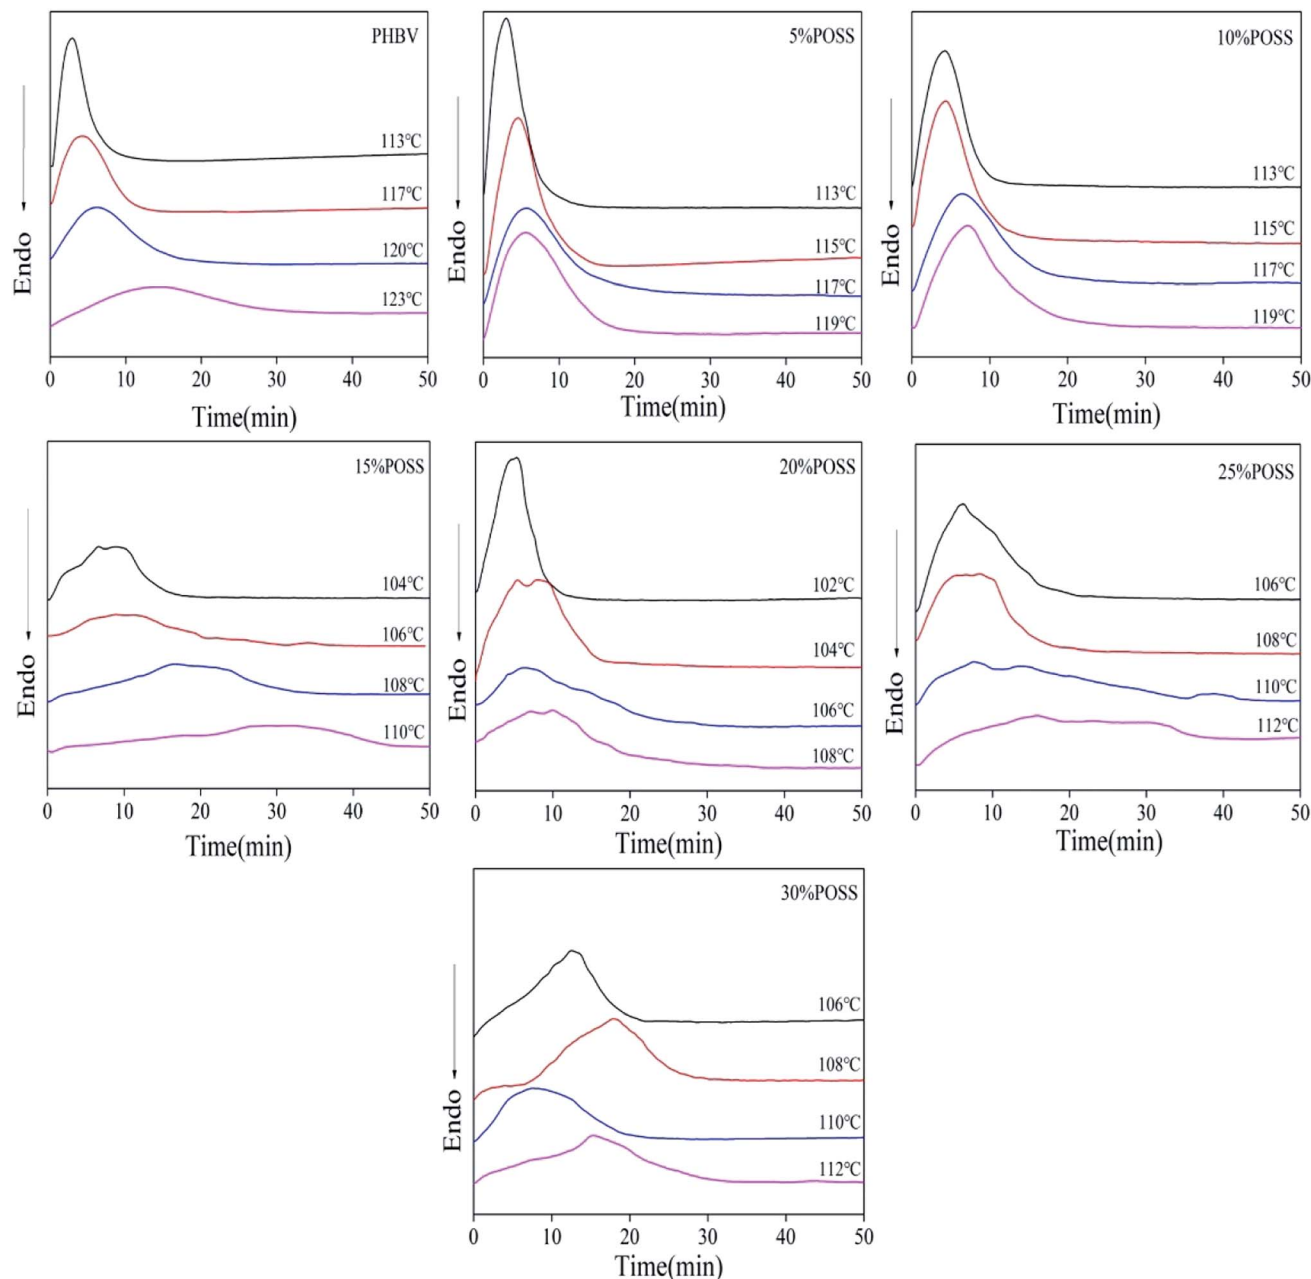 PHBV
113℃
117℃
120℃
123℃
Endo
0 10 20 30 40 50
Time(min)
5%POSS
113℃
115℃
117℃
119℃
Endo
0 10 20 30 40 50
Time(min)
10%POSS
113℃
115℃
117℃
119℃
Endo
0 10 20 30 40 50
Time(min)
15%POSS
104℃
106℃
108℃
110℃
Endo
0 10 20 30 40 50
Time(min)
20%POSS
102℃
104℃
106℃
108℃
Endo
0 10 20 30 40 50
Time(min)
25%POSS
106℃
108℃
110℃
112℃
Endo
0 10 20 30 40 50
Time(min)
30%POSS
106℃
108℃
110℃
112℃
Endo
0 10 20 30 40 50
Time(min)